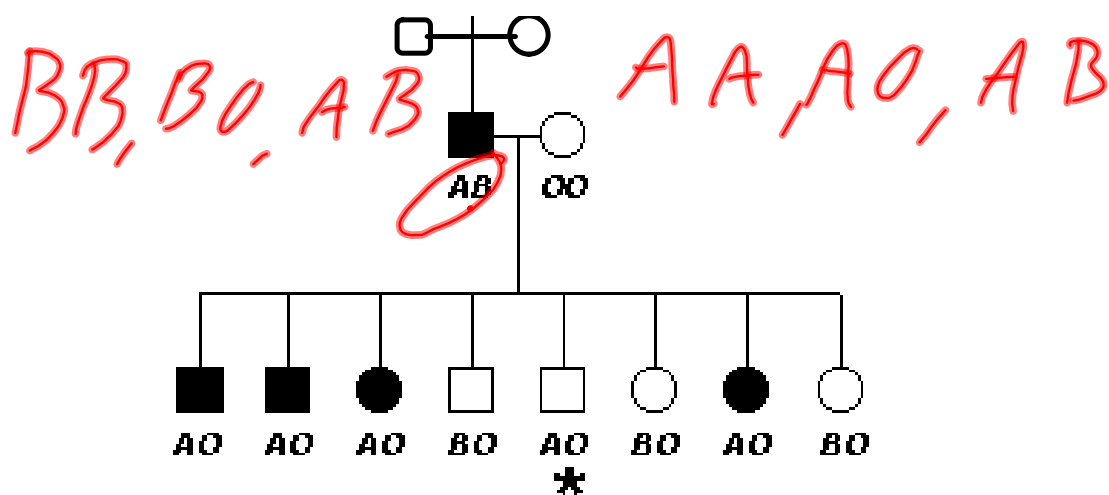 BB, BO, AB AA, AO, AB
AB OO
AO AO AO BO AO BO AO BO
*